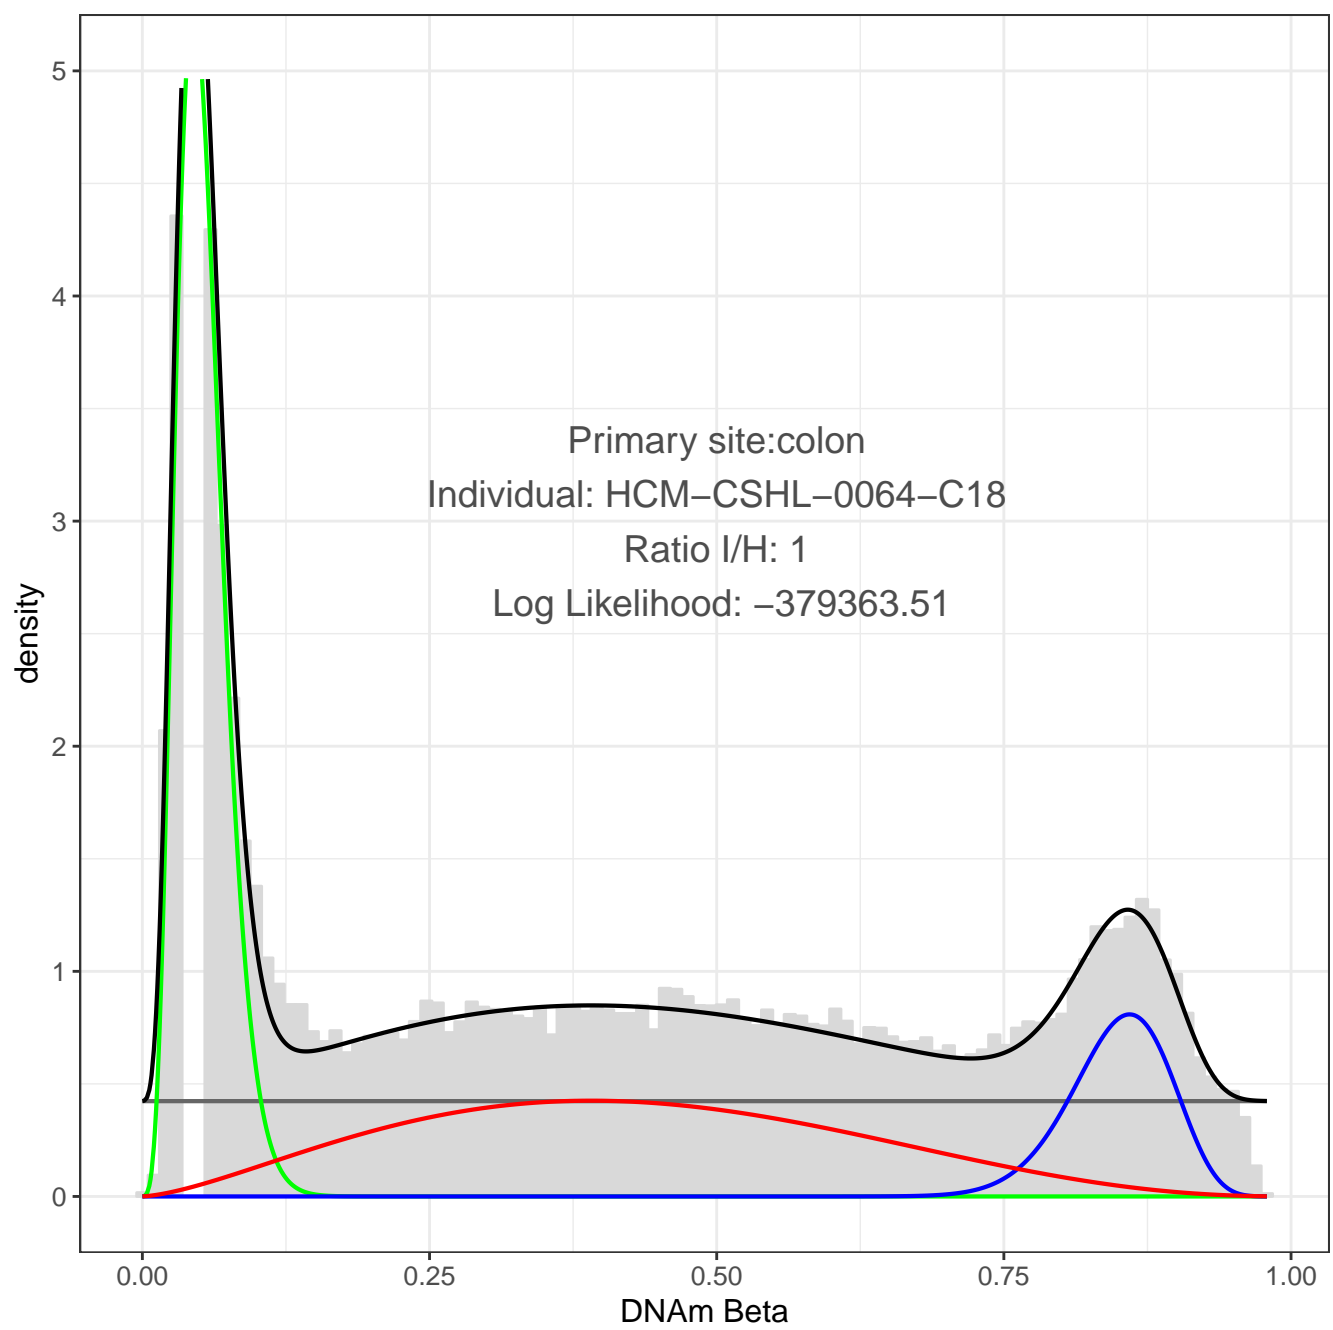 5
4
3
2
1
0
density
Primary site:colon
Individual: HCM−CSHL−0064−C18
Ratio I/H: 1
Log Likelihood: −379363.51
0.00 0.25 0.50 0.75 1.00
DNAm Beta